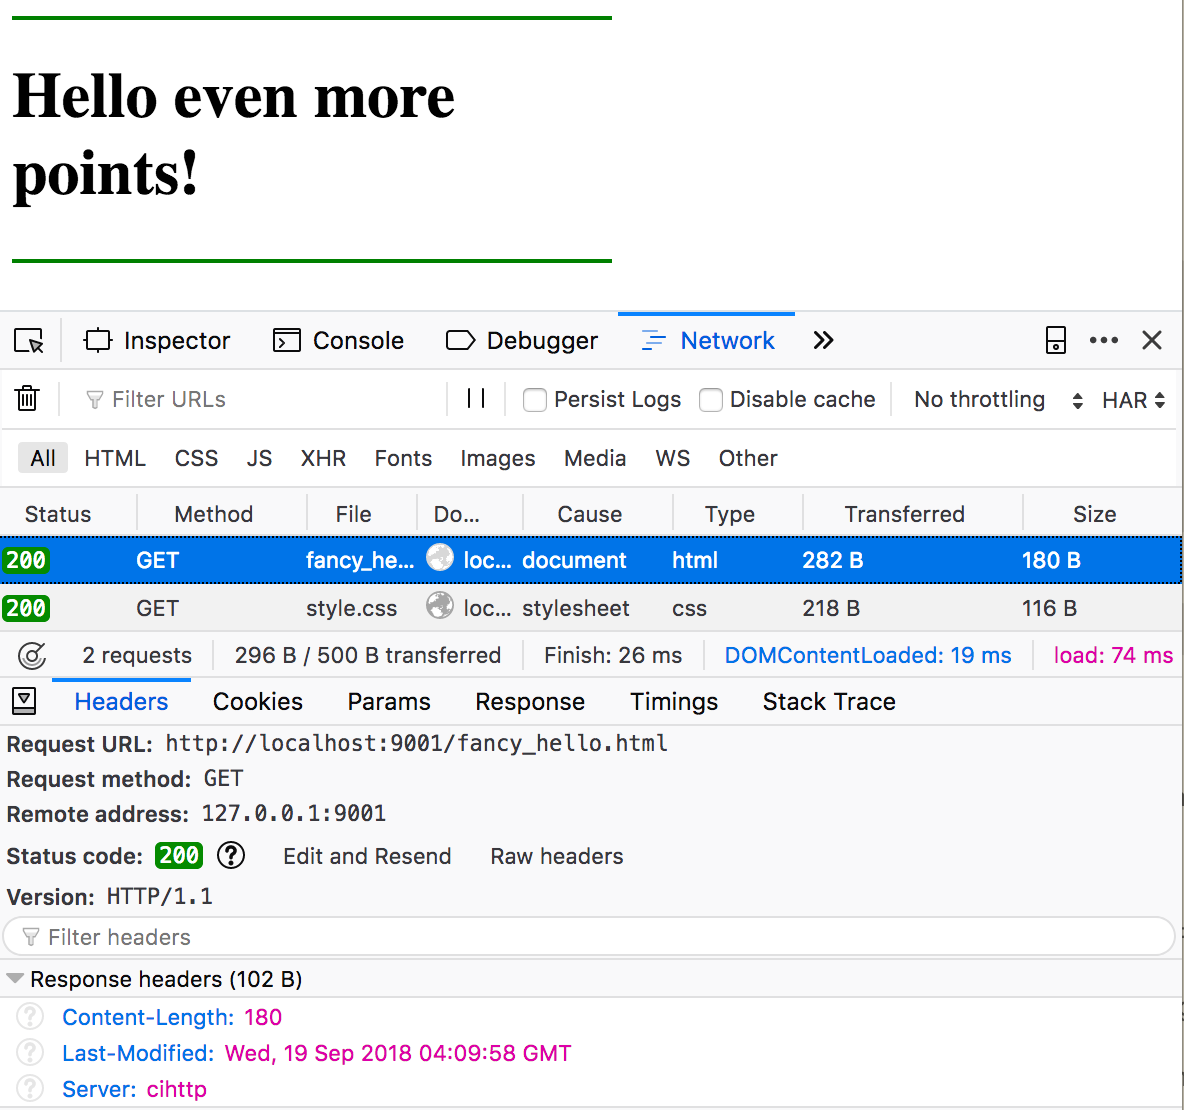 Hello even more
points!
Inspector Console Debugger Network
Filter URLs Persist Logs Disable cache No throttling HAR
All HTML CSS JS XHR Fonts Images Media WS Other
Status Method File Do... Cause Type Transferred Size
200 GET fancy_he... loc... document html 282 B 180 B
200 GET style.css loc... stylesheet css 218 B 116 B
2 requests 296 B / 500 B transferred Finish: 26 ms DOMContentLoaded: 19 ms load: 74 ms
Headers Cookies Params Response Timings Stack Trace
Request URL: http://localhost:9001/fancy_hello.html
Request method: GET
Remote address: 127.0.0.1:9001
Status code: 200 ? Edit and Resend Raw headers
Version: HTTP/1.1
Filter headers
Response headers (102 B)
? Content-Length: 180
? Last-Modified: Wed, 19 Sep 2018 04:09:58 GMT
? Server: cihttp